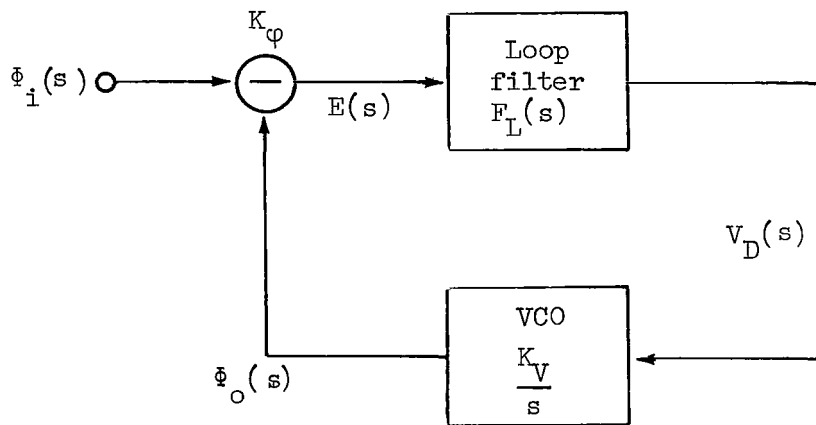 K_φ
Φ_i(s)
E(s)
Loop
filter
F_L(s)
V_D(s)
VCO
K_V
s
Φ_o(s)